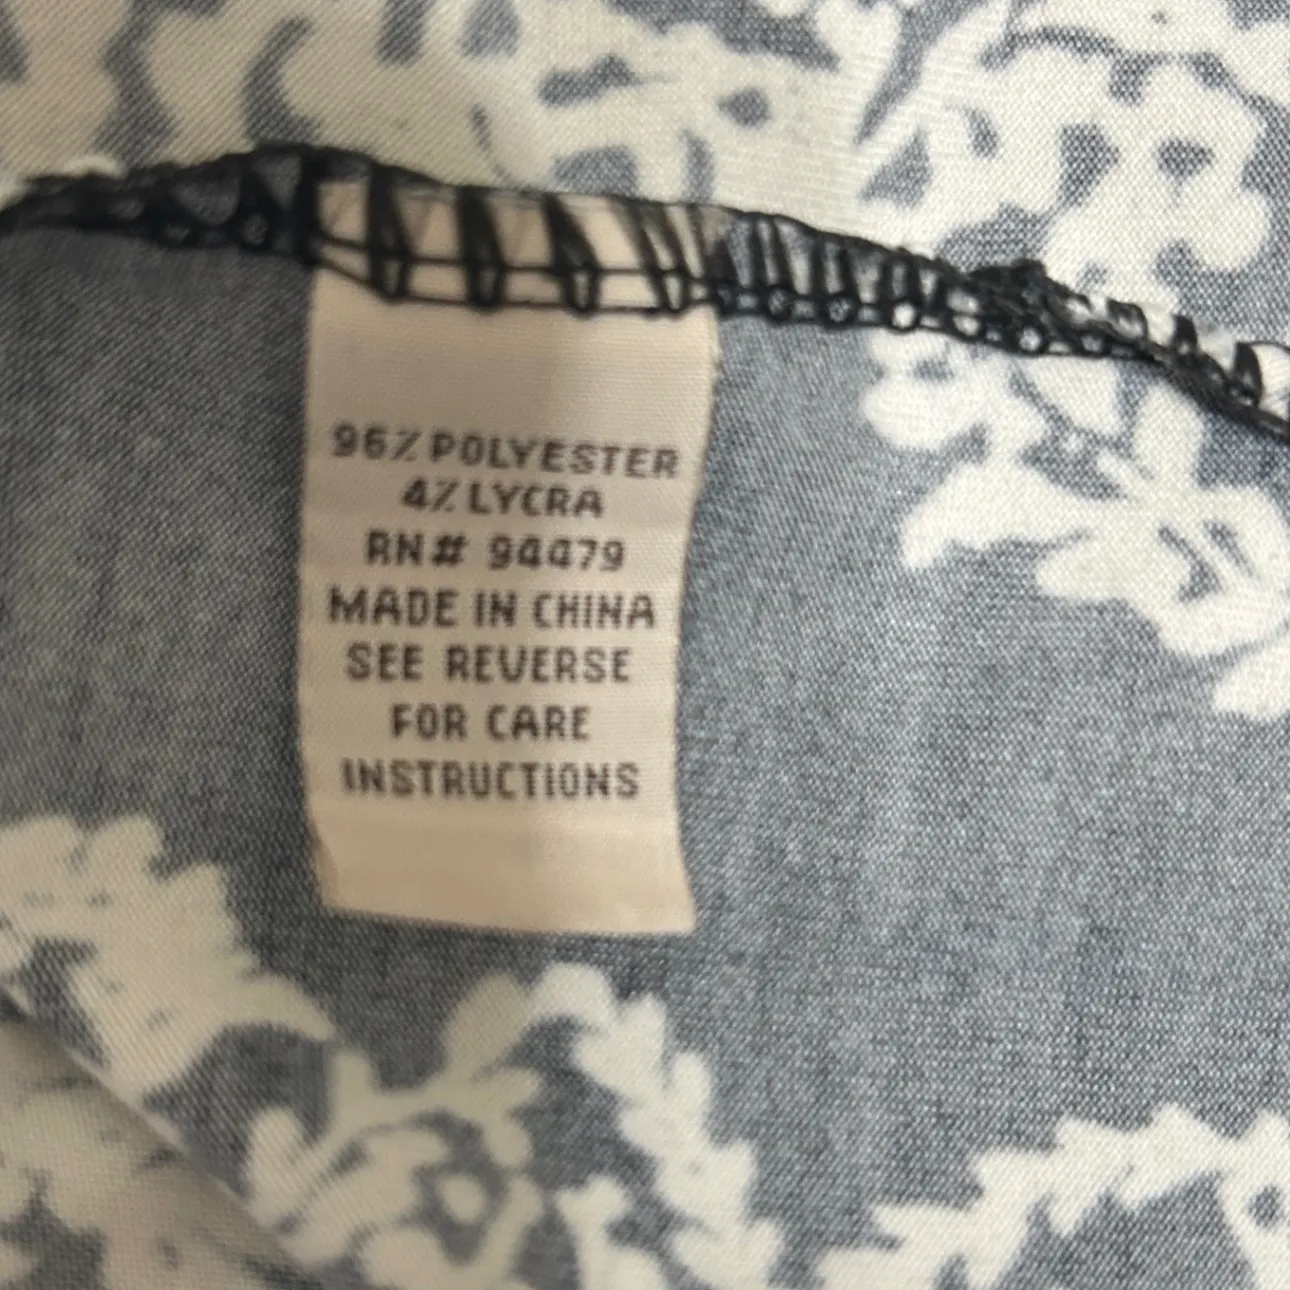 96% POLYESTER
4% LYCRA
RN# 94479
MADE IN CHINA
SEE REVERSE
FOR CARE
INSTRUCTIONS